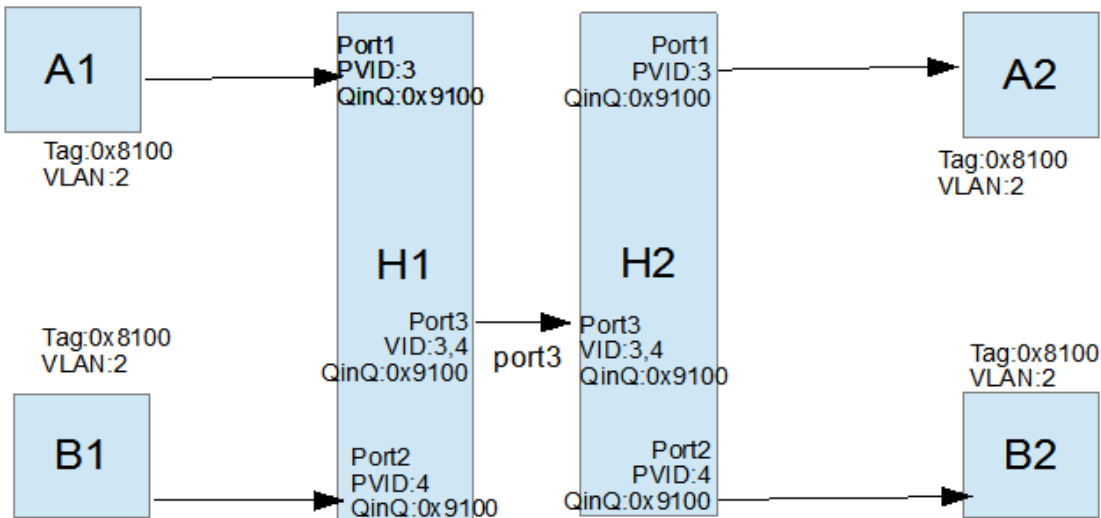 A1
Tag:0x8100
VLAN:2
Port1
PVID:3
QinQ:0x9100
Port1
PVID:3
QinQ:0x9100
A2
Tag:0x8100
VLAN:2
H1
H2
Port3
VID:3,4
QinQ:0x9100
port3
Port3
VID:3,4
QinQ:0x9100
Tag:0x8100
VLAN:2
B1
Port2
PVID:4
QinQ:0x9100
Port2
PVID:4
QinQ:0x9100
Tag:0x8100
VLAN:2
B2